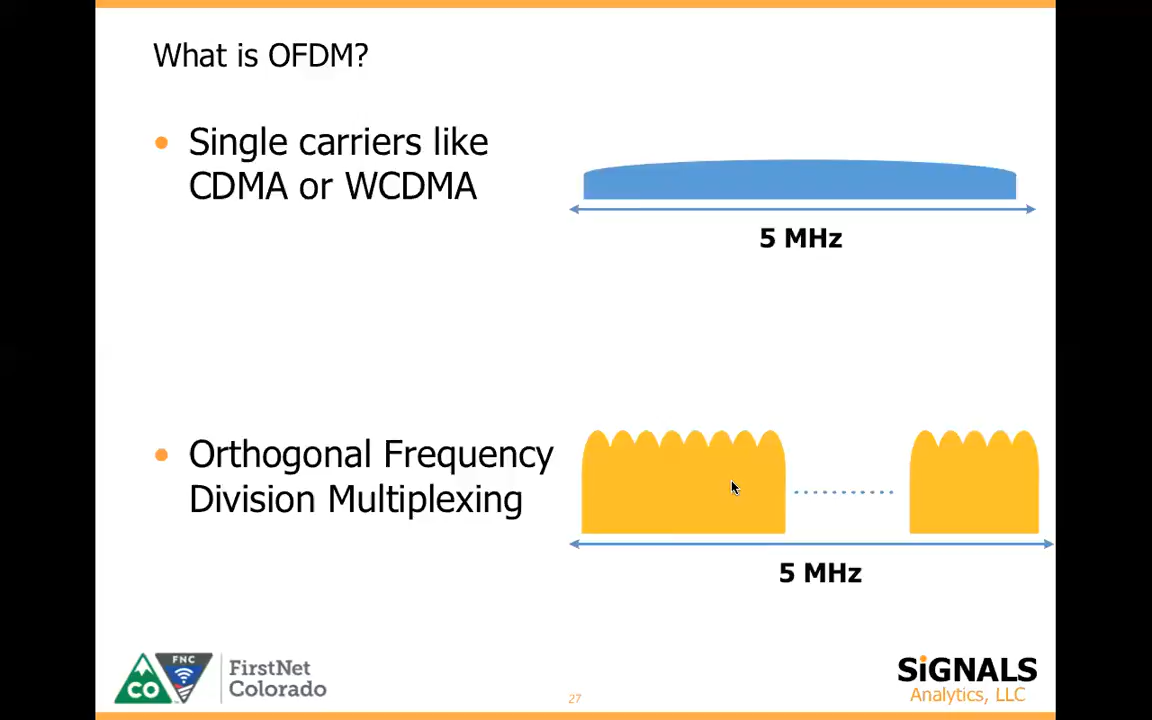 What is OFDM?
• Single carriers like
CDMA or WCDMA
5 MHz
• Orthogonal Frequency
Division Multiplexing
5 MHz
CO
FNC
FirstNet
Colorado
27
SiGNALS
Analytics, LLC